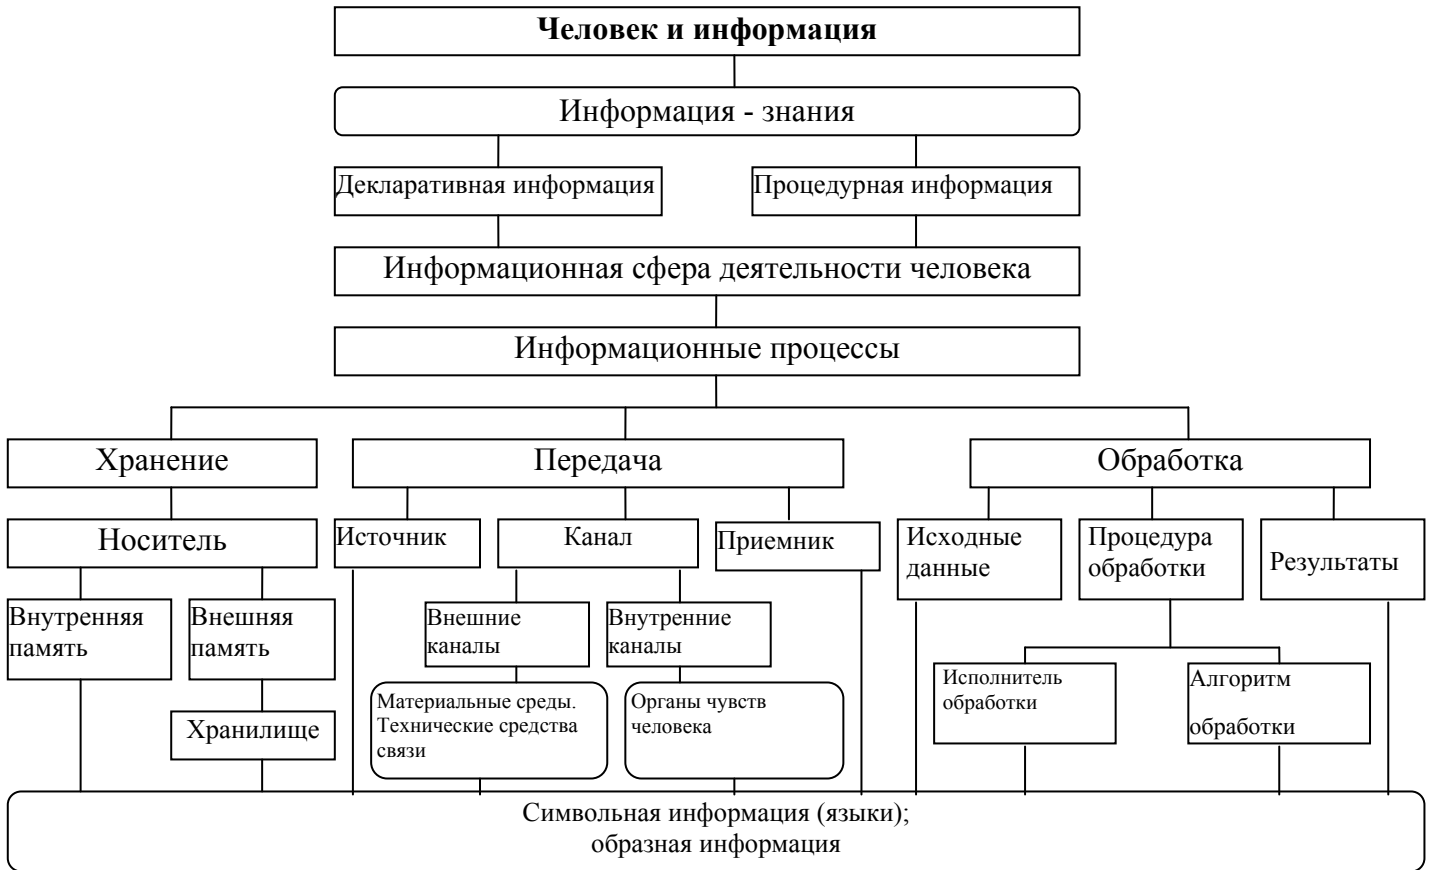 Человек и информация
Информация - знания
Декларативная информация
Процедурная информация
Информационная сфера деятельности человека
Информационные процессы
Хранение
Передача
Обработка
Носитель
Источник
Канал
Приемник
Исходные
данные
Процедура
обработки
Результаты
Внутренняя
память
Внешняя
память
Внешние
каналы
Внутренние
каналы
Исполнитель
обработки
Алгоритм
обработки
Хранилище
Материальные среды.
Технические средства
связи
Органы чувств
человека
Символьная информация (языки);
образная информация